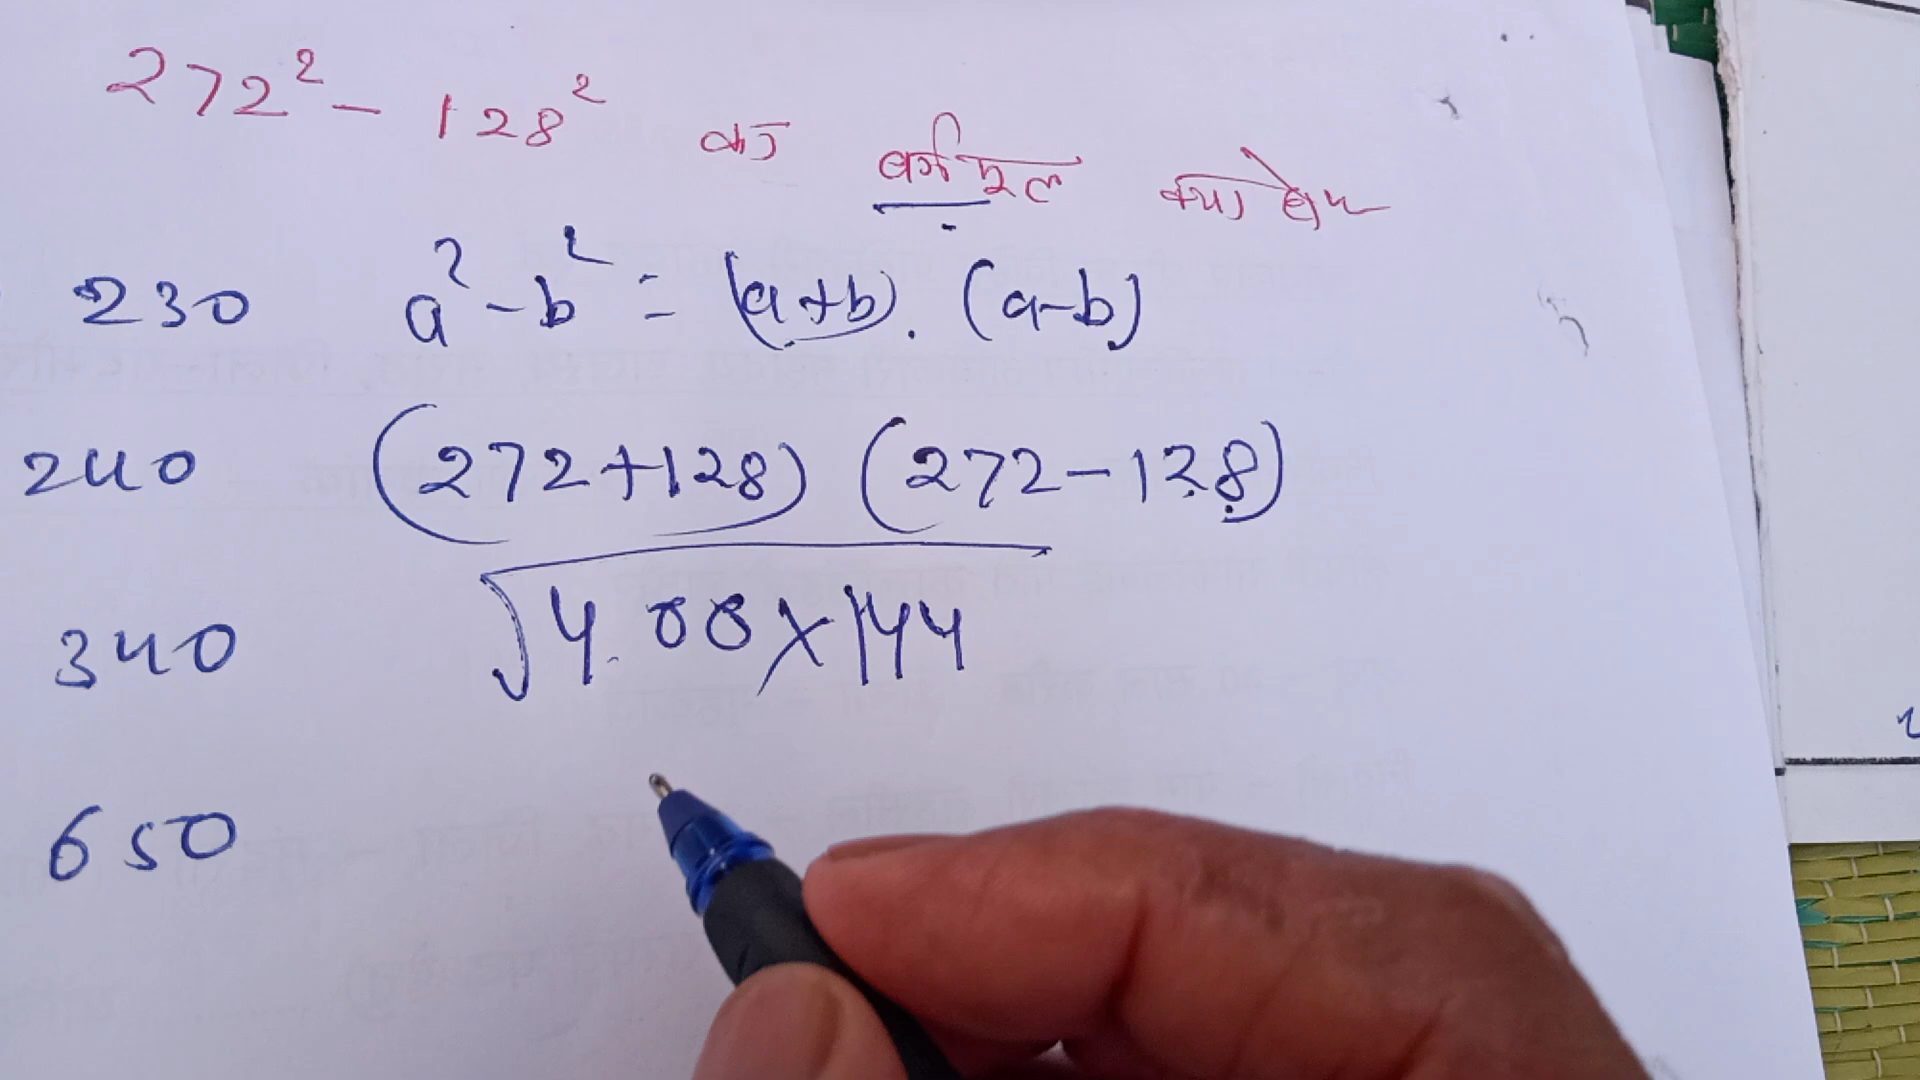 272² - 128² का वर्गमूल क्या होगा
230 a² - b² = (a+b). (a-b)
240 (272+128) (272-128)
340 √400×144
650